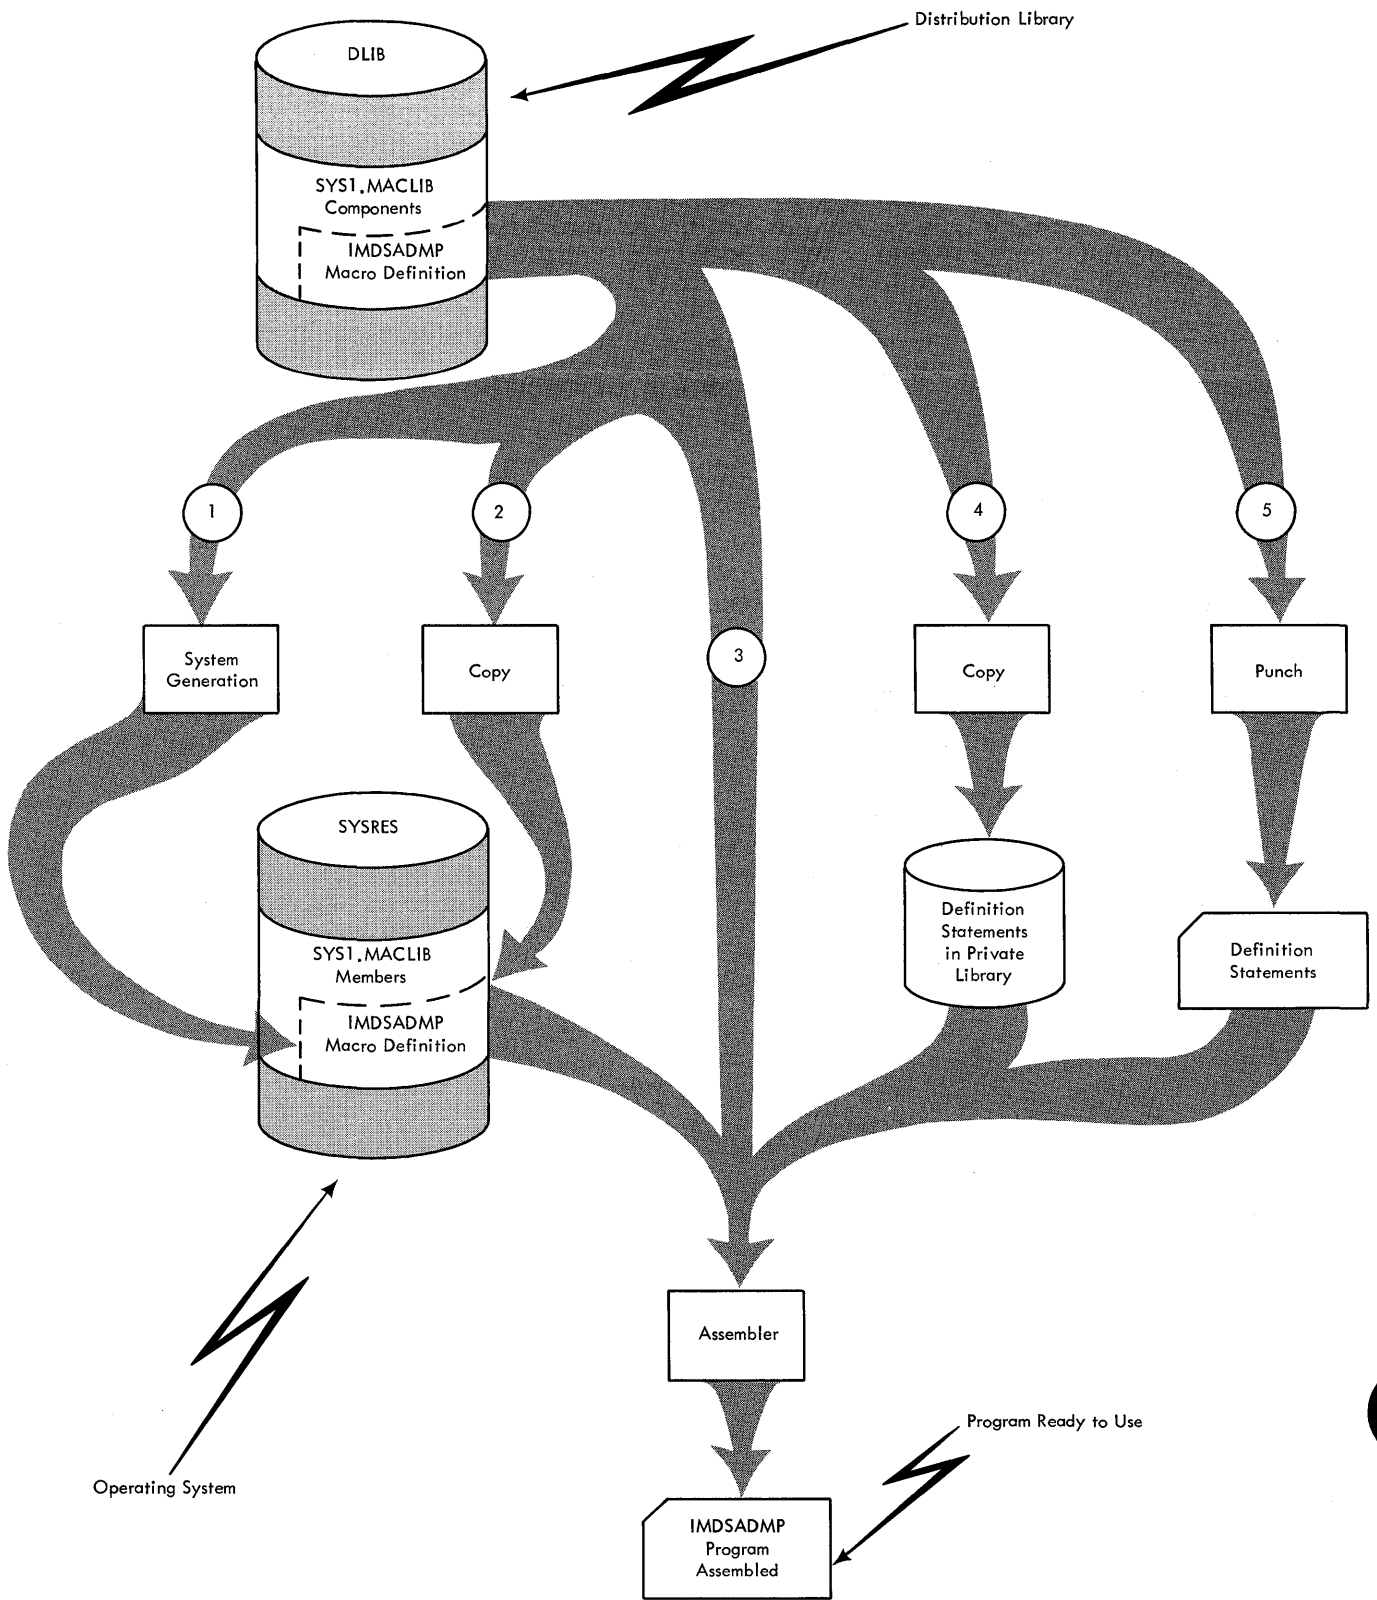 Distribution Library
DLIB
SYS1.MACLIB
Components
IMDSADMP
Macro Definition
1
2
4
5
3
System
Generation
Copy
Copy
Punch
SYSRES
SYS1.MACLIB
Members
IMDSADMP
Macro Definition
Definition
Statements
in Private
Library
Definition
Statements
Assembler
Program Ready to Use
Operating System
IMDSADMP
Program
Assembled